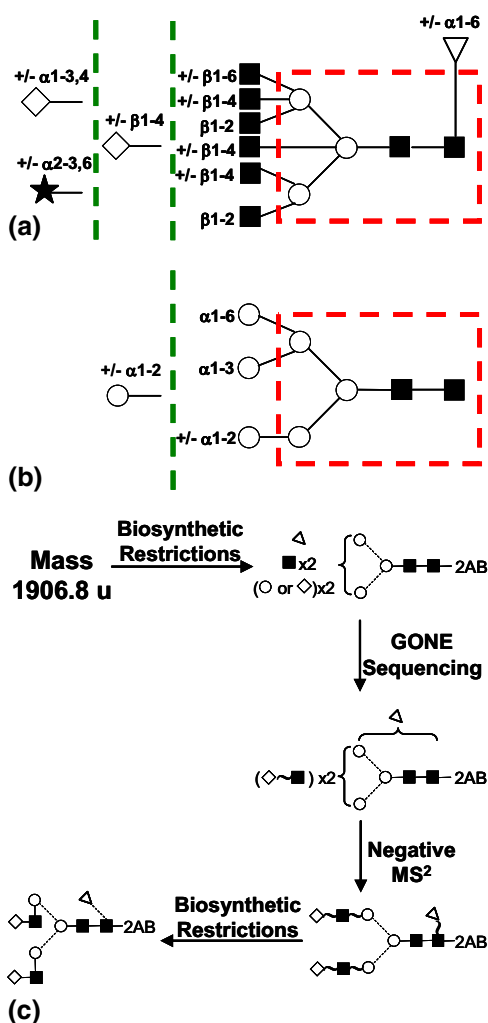 +/- α1-6
+/- α1-3,4
+/- β1-4
+/- α2-3,6
+/- β1-6
+/- β1-4
β1-2
+/- β1-4
+/- β1-4
β1-2
(a)
α1-6
+/- α1-2
α1-3
+/- α1-2
(b)
Mass
1906.8 u
Biosynthetic
Restrictions
x2
( or )x2
2AB
GONE
Sequencing
( ~ ) x2
2AB
Negative
MS²
2AB
Biosynthetic
Restrictions
2AB
(c)